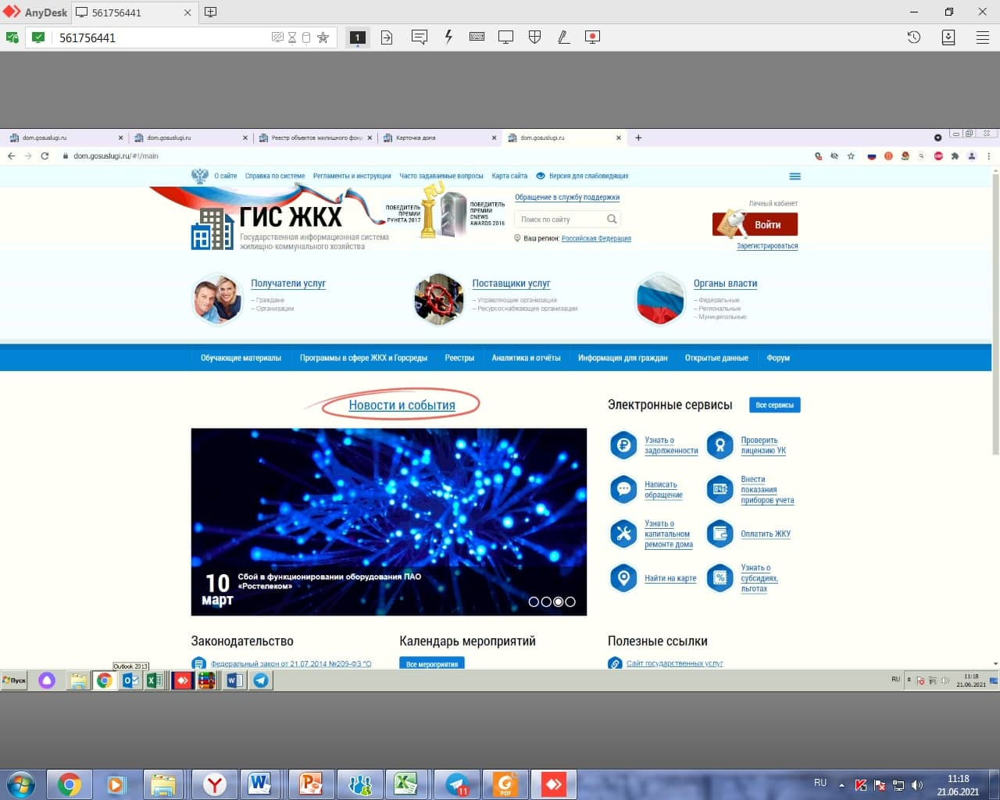 AnyDesk
561756441
561756441
1
dom.gosuslugi.ru
dom.gosuslugi.ru
Реестр объектов жилищного фон
Карточка дома
dom.gosuslugi.ru
dom.gosuslugi.ru/#!/main
О сайте
Справка по системе
Регламенты и инструкции
Часто задаваемые вопросы
Карта сайта
Версия для слабовидящих
ГИС ЖКХ
Государственная информационная система
жилищно-коммунального хозяйства
ПОБЕДИТЕЛЬ
ПРЕМИИ
РУНЕТА 2017
RU
ПОБЕДИТЕЛЬ
ПРЕМИИ
CNEWS
AWARDS 2016
Обращение в службу поддержки
Поиск по сайту
Ваш регион: Российская Федерация
Личный кабинет
Войти
Зарегистрироваться
Получатели услуг
– Граждане
– Организации
Поставщики услуг
– Управляющие организации
– Ресурсоснабжающие организации
Органы власти
– Федеральные
– Региональные
– Муниципальные
Обучающие материалы
Программы в сфере ЖКХ и Горсреды
Реестры
Аналитика и отчёты
Информация для граждан
Открытые данные
Форум
Новости и события
10
март
Сбой в функционировании оборудования ПАО
«Ростелеком»
Электронные сервисы
Все сервисы
Узнать о
задолженности
Проверить
лицензию УК
Написать
обращение
Внести
показания
приборов учета
Узнать о
капитальном
ремонте дома
Оплатить ЖКУ
Найти на карте
Узнать о
субсидиях,
льготах
Законодательство
Федеральный закон от 21.07.2014 №209-ФЗ "О
Календарь мероприятий
Все мероприятия
Полезные ссылки
Сайт государственных услуг
Outlook 2013
Пуск
RU
11:18
21.06.2021
11
PDF
RU
11:18
21.06.2021